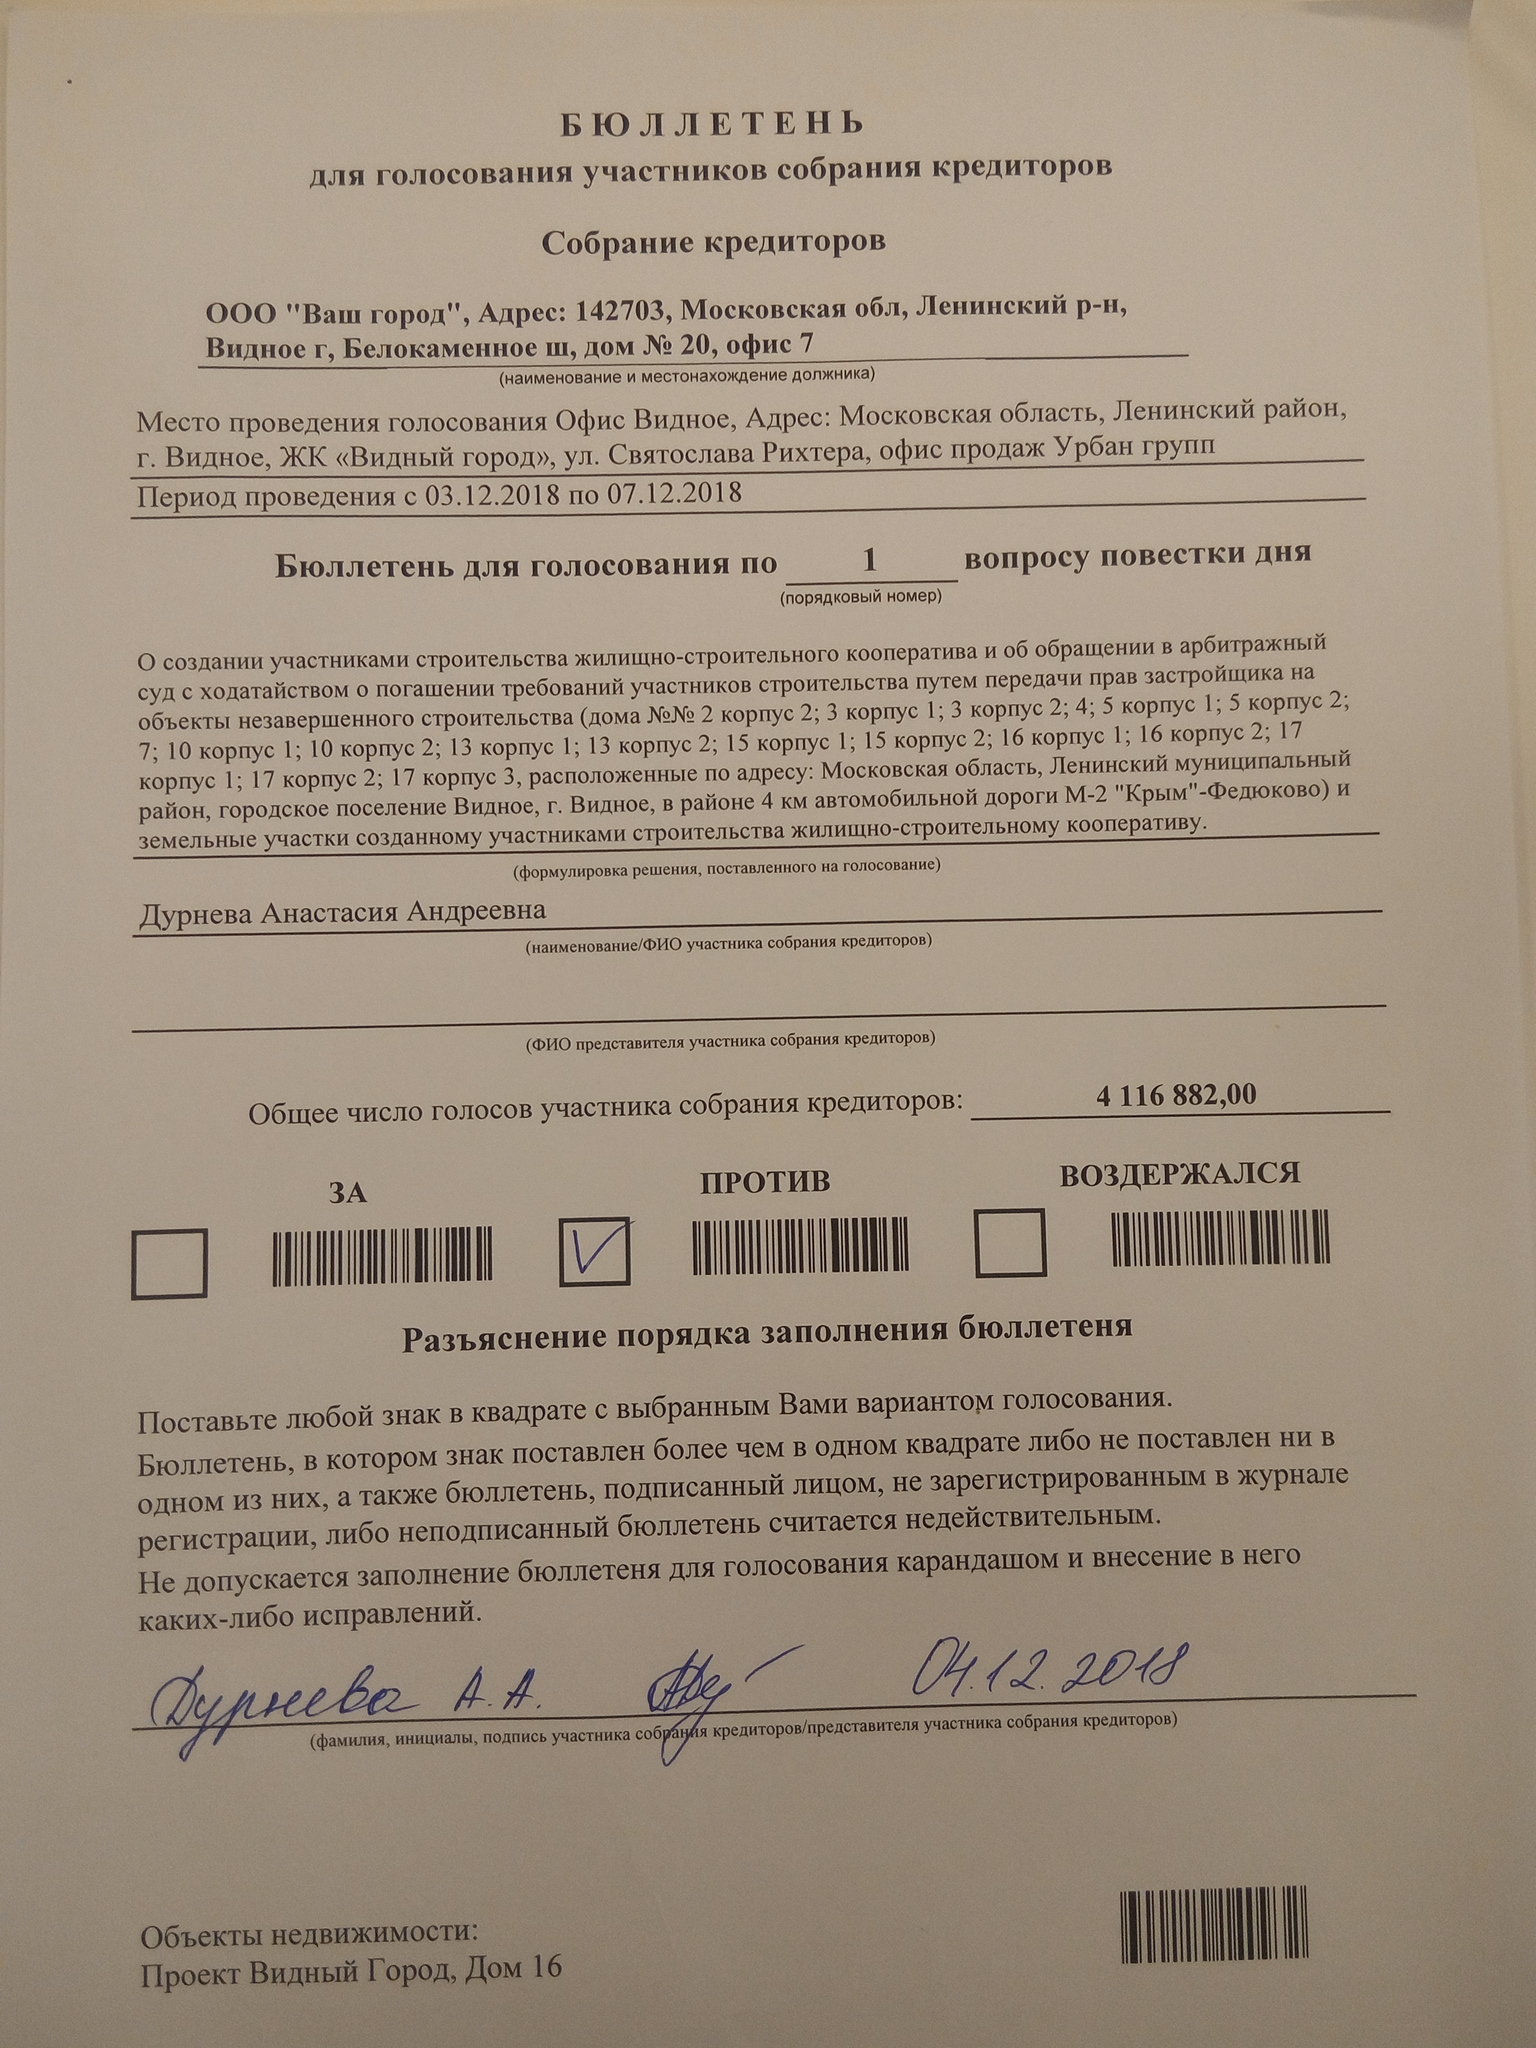 БЮЛЛЕТЕНЬ
для голосования участников собрания кредиторов
Собрание кредиторов
ООО "Ваш город", Адрес: 142703, Московская обл, Ленинский р-н,
Видное г, Белокаменное ш, дом № 20, офис 7
(наименование и местонахождение должника)
Место проведения голосования Офис Видное, Адрес: Московская область, Ленинский район,
г. Видное, ЖК «Видный город», ул. Святослава Рихтера, офис продаж Урбан групп
Период проведения с 03.12.2018 по 07.12.2018
Бюллетень для голосования по 1 вопросу повестки дня
(порядковый номер)
О создании участниками строительства жилищно-строительного кооператива и об обращении в арбитражный
суд с ходатайством о погашении требований участников строительства путем передачи прав застройщика на
объекты незавершенного строительства (дома №№ 2 корпус 2; 3 корпус 1; 3 корпус 2; 4; 5 корпус 1; 5 корпус 2;
7; 10 корпус 1; 10 корпус 2; 13 корпус 1; 13 корпус 2; 15 корпус 1; 15 корпус 2; 16 корпус 1; 16 корпус 2; 17
корпус 1; 17 корпус 2; 17 корпус 3, расположенные по адресу: Московская область, Ленинский муниципальный
район, городское поселение Видное, г. Видное, в районе 4 км автомобильной дороги М-2 "Крым"-Федюково) и
земельные участки созданному участниками строительства жилищно-строительному кооперативу.
(формулировка решения, поставленного на голосование)
Дурнева Анастасия Андреевна
(наименование/ФИО участника собрания кредиторов)
(ФИО представителя участника собрания кредиторов)
Общее число голосов участника собрания кредиторов: 4 116 882,00
ЗА ПРОТИВ ВОЗДЕРЖАЛСЯ
Разъяснение порядка заполнения бюллетеня
Поставьте любой знак в квадрате с выбранным Вами вариантом голосования.
Бюллетень, в котором знак поставлен более чем в одном квадрате либо не поставлен ни в
одном из них, а также бюллетень, подписанный лицом, не зарегистрированным в журнале
регистрации, либо неподписанный бюллетень считается недействительным.
Не допускается заполнение бюллетеня для голосования карандашом и внесение в него
каких-либо исправлений.
Дурнева А.А. 04.12.2018
(фамилия, инициалы, подпись участника собрания кредиторов/представителя участника собрания кредиторов)
Объекты недвижимости:
Проект Видный Город, Дом 16